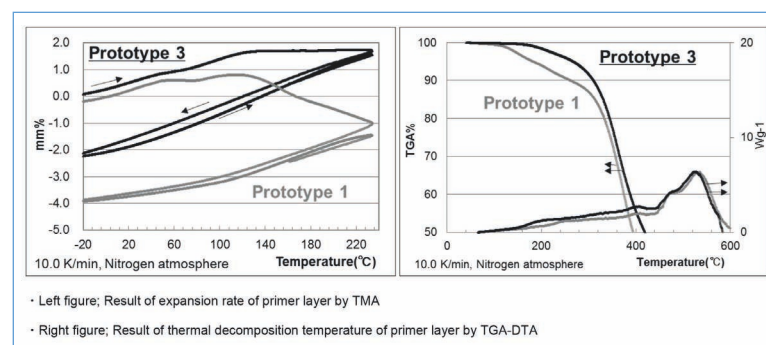 2.0
1.0
0.0
-1.0
-2.0
-3.0
-4.0
-5.0
mm%
Prototype 3
Prototype 1
-20 20 60 100 140 180 220
10.0 K/min, Nitrogen atmosphere
Temperature(℃)
100
90
80
70
60
50
TGA%
Prototype 3
Prototype 1
20
10
0
Wg-1
0 200 400 600
10.0 K/min, Nitrogen atmosphere
Temperature(℃)
・Left figure; Result of expansion rate of primer layer by TMA
・Right figure; Result of thermal decomposition temperature of primer layer by TGA-DTA